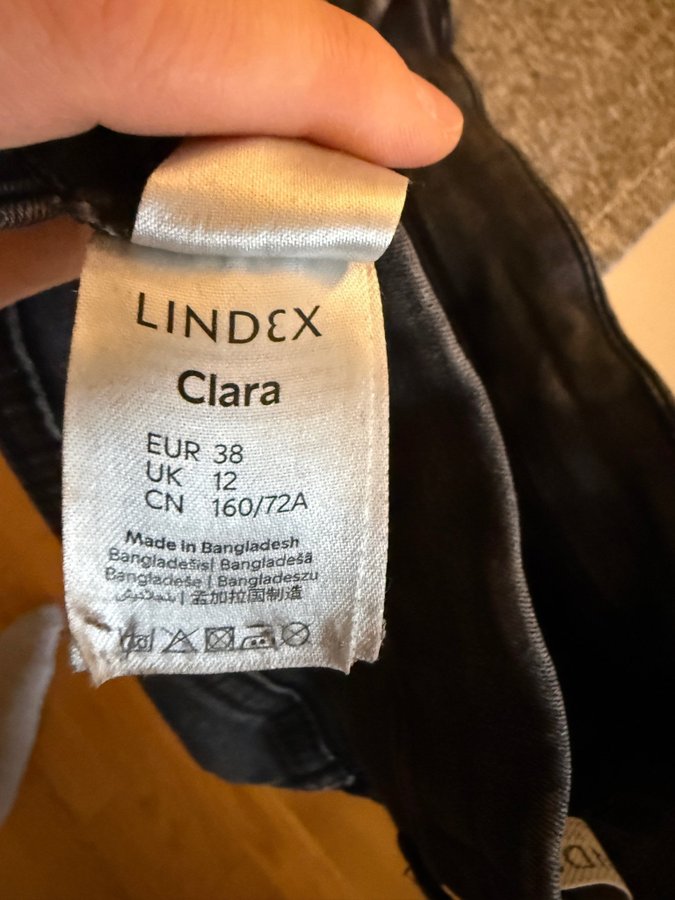 LINDEX
Clara
EUR 38
UK 12
CN 160/72A
Made in Bangladesh
Bangladešis| Bangladešā
Bangladeše | Bangladeszu
| 孟加拉国制造